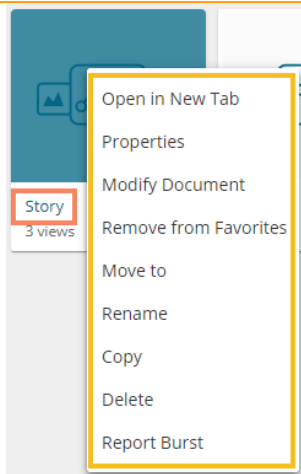 Open in New Tab
Properties
Modify Document
Story
3 views
Remove from Favorites
Move to
Rename
Copy
Delete
Report Burst